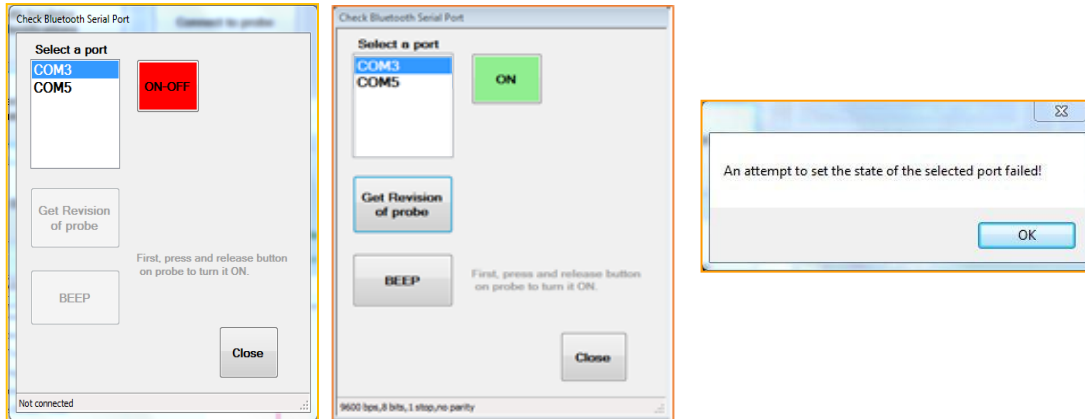 Check Bluetooth Serial Port
Select a port
COM3
COM5
ON-OFF
Get Revision
of probe
First, press and release button
on probe to turn it ON.
BEEP
Close
Not connected
Check Bluetooth Serial Port
Select a port
COM3
COM5
ON
Get Revision
of probe
BEEP
First, press and release button
on probe to turn it ON.
Close
9600 bps,8 bits,1 stop,no parity
An attempt to set the state of the selected port failed!
OK